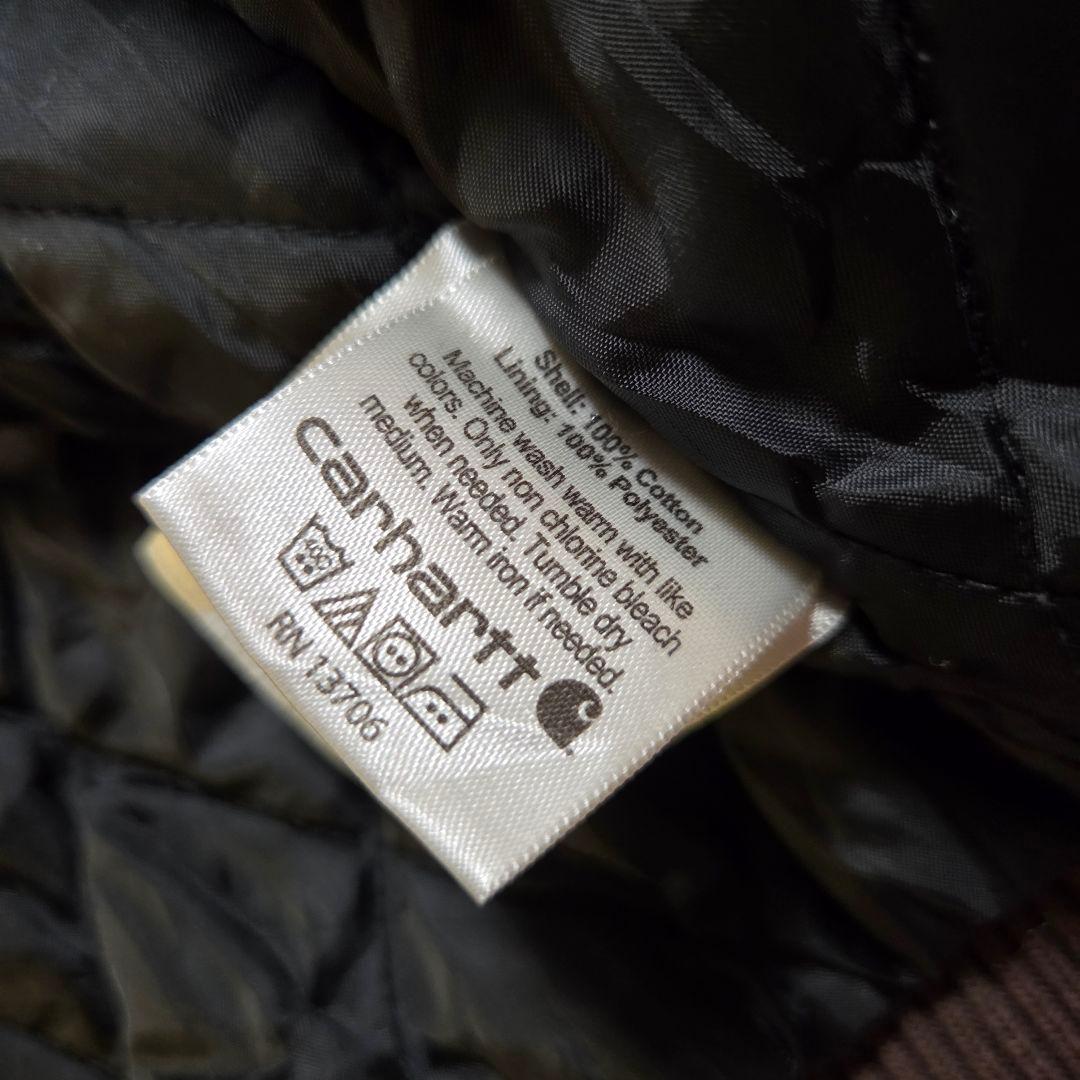 Shell: 100% Cotton
Lining: 100% Polyester
Machine wash warm with like
colors. Only non chlorine bleach
when needed. Tumble dry
medium. Warm iron if needed.
carhartt
RN 13706